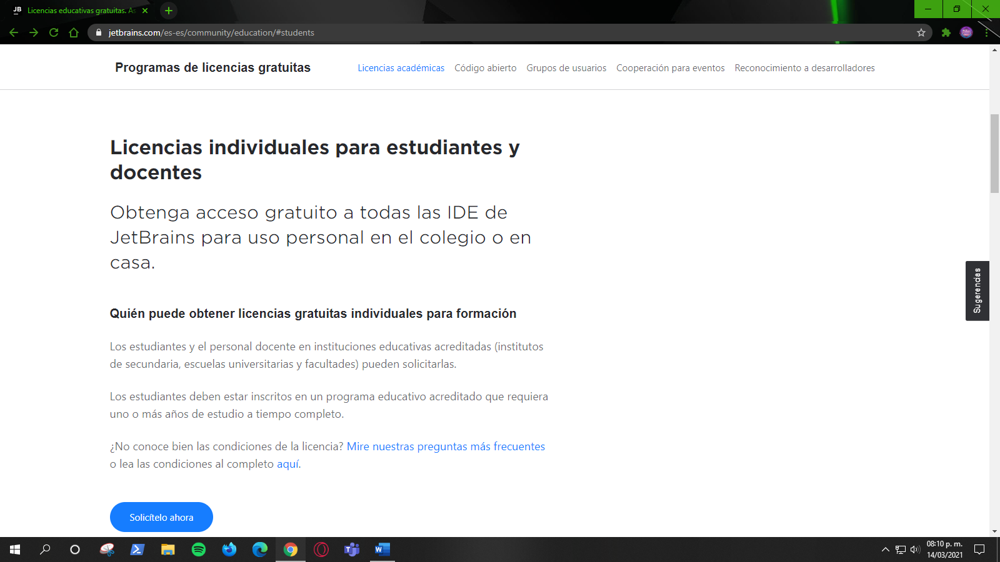 JB Licencias educativas gratuitas. As
jetbrains.com/es-es/community/education/#students
Programas de licencias gratuitas
Licencias académicas Código abierto Grupos de usuarios Cooperación para eventos Reconocimiento a desarrolladores
Licencias individuales para estudiantes y
docentes
Obtenga acceso gratuito a todas las IDE de
JetBrains para uso personal en el colegio o en
casa.
Sugerendas
Quién puede obtener licencias gratuitas individuales para formación
Los estudiantes y el personal docente en instituciones educativas acreditadas (institutos
de secundaria, escuelas universitarias y facultades) pueden solicitarlas.
Los estudiantes deben estar inscritos en un programa educativo acreditado que requiera
uno o más años de estudio a tiempo completo.
¿No conoce bien las condiciones de la licencia? Mire nuestras preguntas más frecuentes
o lea las condiciones al completo aquí.
Solicítelo ahora
08:10 p. m.
14/03/2021